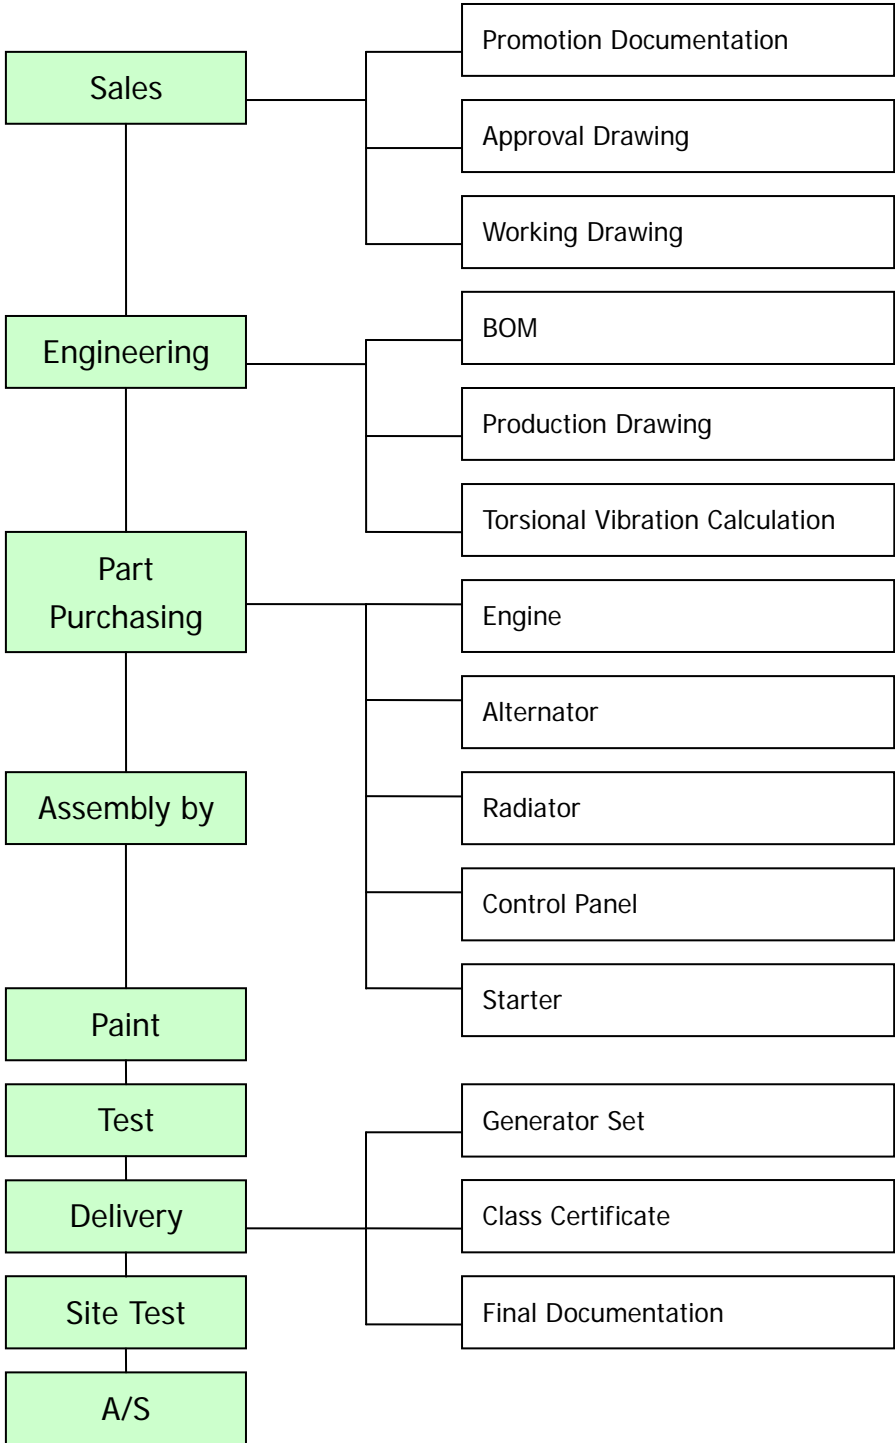 Sales
Promotion Documentation
Approval Drawing
Working Drawing
Engineering
BOM
Production Drawing
Torsional Vibration Calculation
Part
Purchasing
Engine
Alternator
Radiator
Control Panel
Starter
Assembly by
Paint
Test
Delivery
Generator Set
Class Certificate
Final Documentation
Site Test
A/S